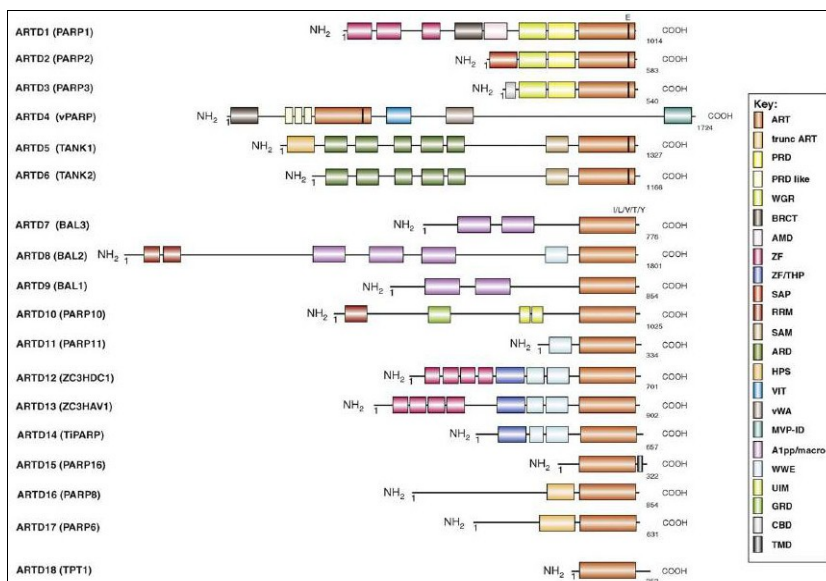 E
ARTD1 (PARP1) NH2 1 1014 COOH
ARTD2 (PARP2) NH2 1 583 COOH
ARTD3 (PARP3) NH2 1 540 COOH
ARTD4 (vPARP) NH2 1 1724 COOH
ARTD5 (TANK1) NH2 1 1327 COOH
ARTD6 (TANK2) NH2 1 1166 COOH
I/L/V/T/Y
ARTD7 (BAL3) NH2 1 776 COOH
ARTD8 (BAL2) NH2 1 1801 COOH
ARTD9 (BAL1) NH2 1 854 COOH
ARTD10 (PARP10) NH2 1 1025 COOH
ARTD11 (PARP11) NH2 1 334 COOH
ARTD12 (ZC3HDC1) NH2 1 701 COOH
ARTD13 (ZC3HAV1) NH2 1 902 COOH
ARTD14 (TiPARP) NH2 1 657 COOH
ARTD15 (PARP16) NH2 1 322 COOH
ARTD16 (PARP8) NH2 1 854 COOH
ARTD17 (PARP6) NH2 1 631 COOH
ARTD18 (TPT1) NH2 1 COOH
Key:
ART
trunc ART
PRD
PRD like
WGR
BRCT
AMD
ZF
ZF/THP
SAP
RRM
SAM
ARD
HPS
VIT
vWA
MVP-ID
A1pp/macro
WWE
UIM
GRD
CBD
TMD